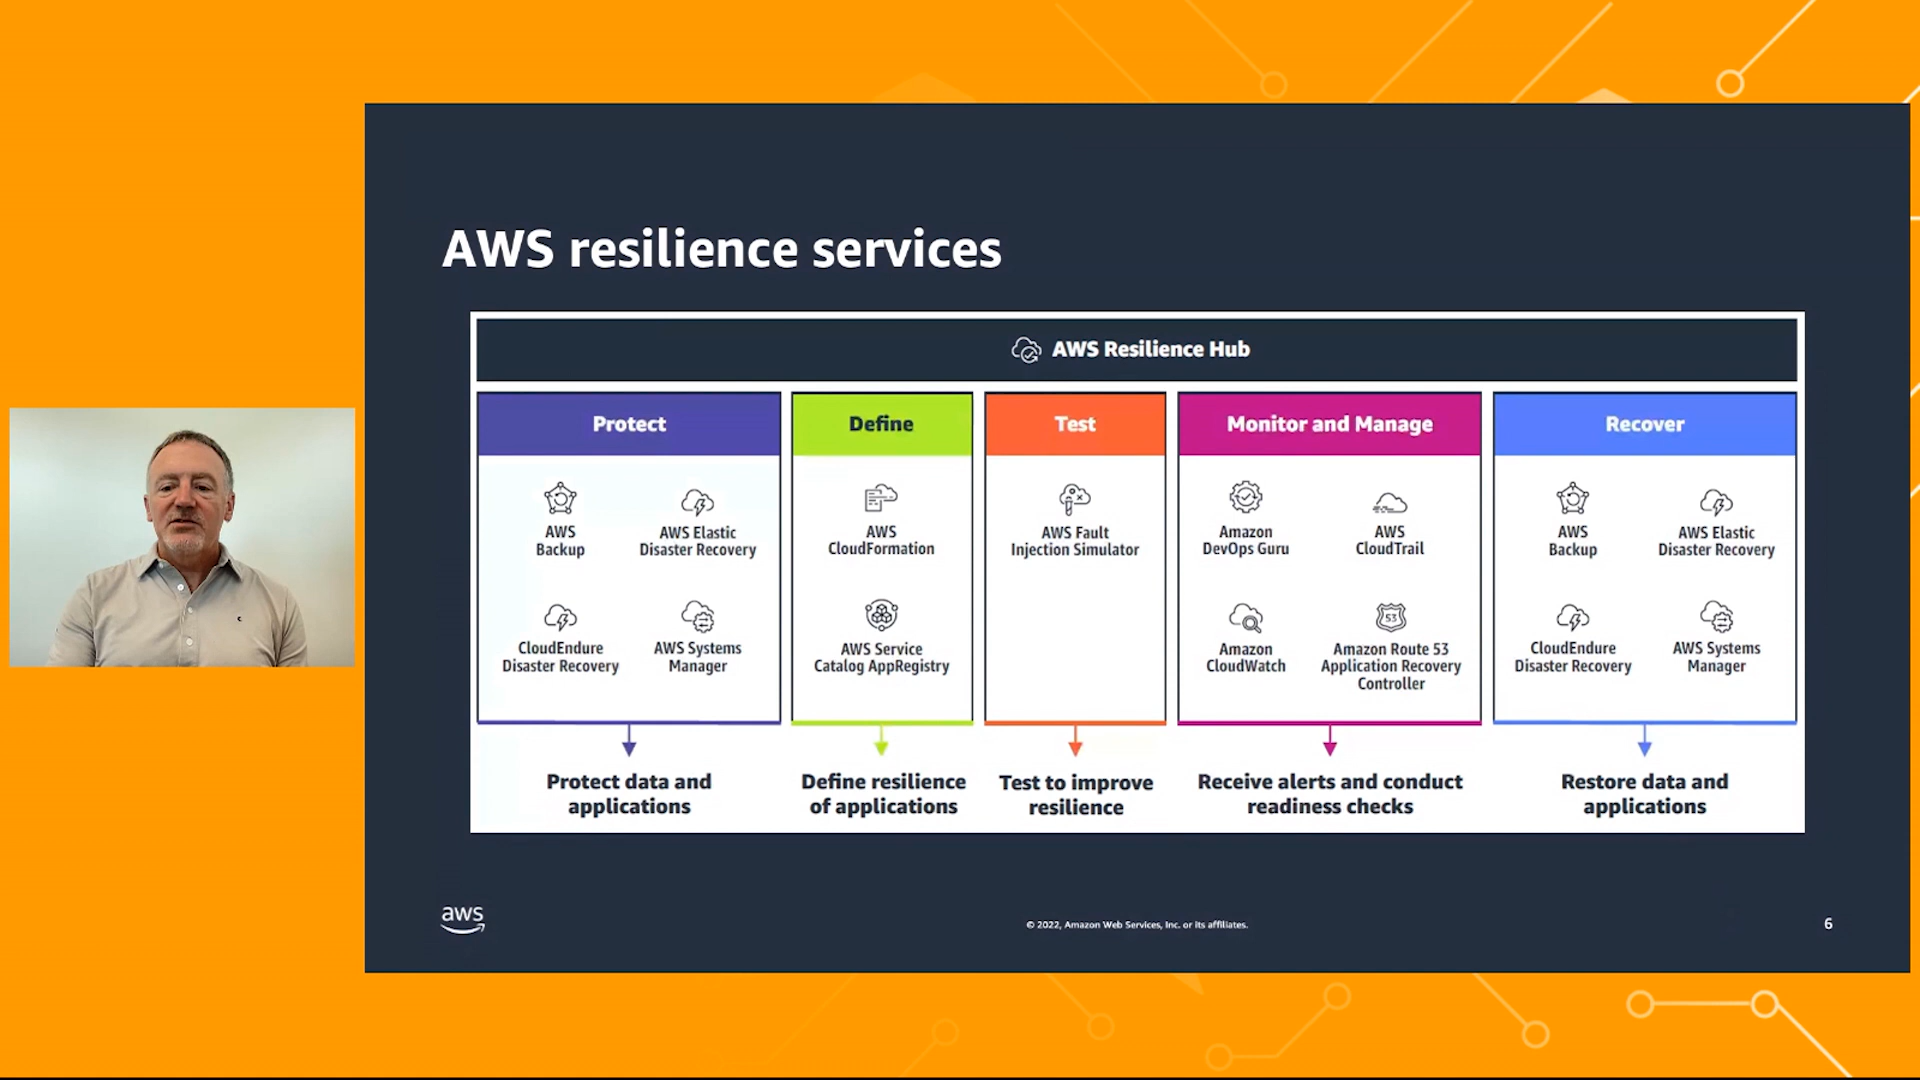 AWS resilience services
AWS Resilience Hub
Protect
AWS
Backup
AWS Elastic
Disaster Recovery
CloudEndure
Disaster Recovery
AWS Systems
Manager
Protect data and
applications
Define
AWS
CloudFormation
AWS Service
Catalog AppRegistry
Define resilience
of applications
Test
AWS Fault
Injection Simulator
Test to improve
resilience
Monitor and Manage
Amazon
DevOps Guru
AWS
CloudTrail
Amazon
CloudWatch
53
Amazon Route 53
Application Recovery
Controller
Receive alerts and conduct
readiness checks
Recover
AWS
Backup
AWS Elastic
Disaster Recovery
CloudEndure
Disaster Recovery
AWS Systems
Manager
Restore data and
applications
aws
© 2022, Amazon Web Services, Inc. or its affiliates.
6